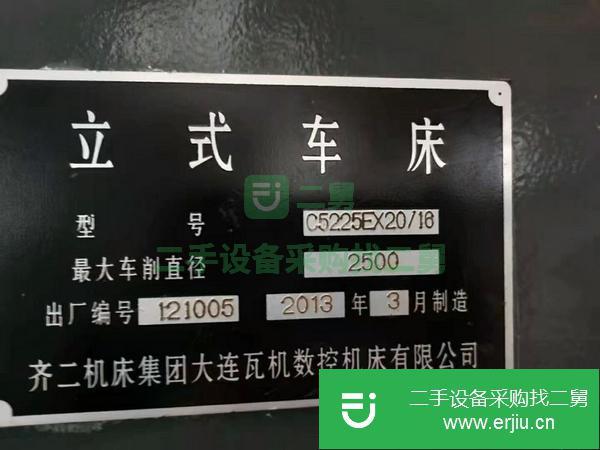 立式车床
二舅
型号 C5225EX20/16
二手设备采购找二舅
最大车削直径 2500
出厂编号 121005 2013 年 3 月制造
齐二机床集团大连瓦机数控机床有限公司
二手设备采购找二舅
www.erjiu.cn